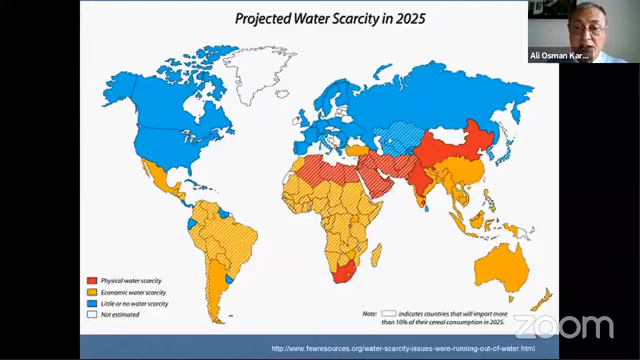 Projected Water Scarcity in 2025
Ali Osman Kar...
Physical water scarcity
Economic water scarcity
Little or no water scarcity
Not estimated
Note: indicates countries that will import more
than 10% of their cereal consumption in 2025.
zoom
http://www.fewresources.org/water-scarcity-issues-were-running-out-of-water.html